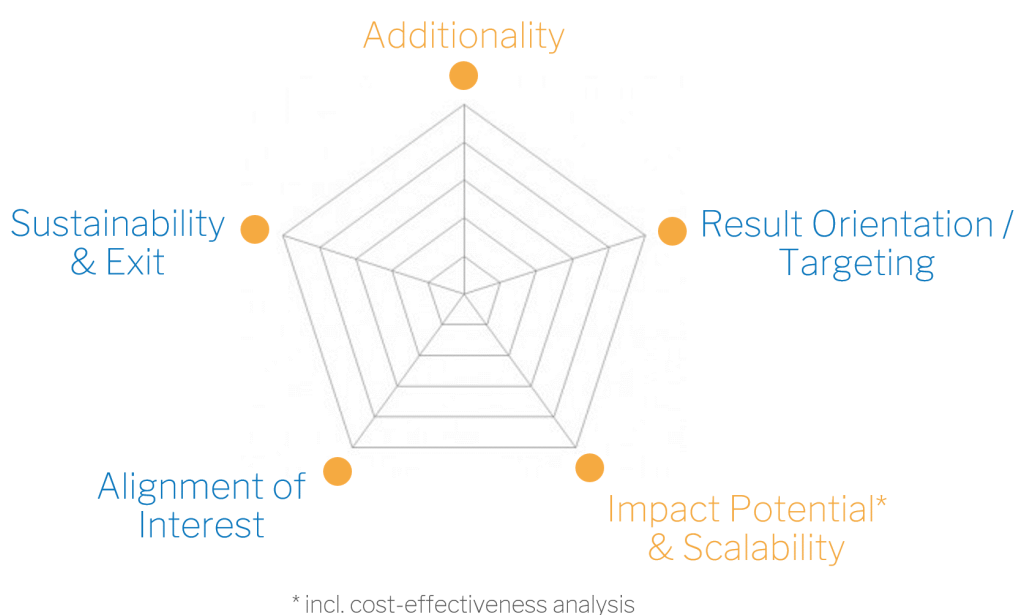 Additionality
Sustainability
& Exit
Result Orientation /
Targeting
Alignment of
Interest
Impact Potential*
& Scalability
* incl. cost-effectiveness analysis